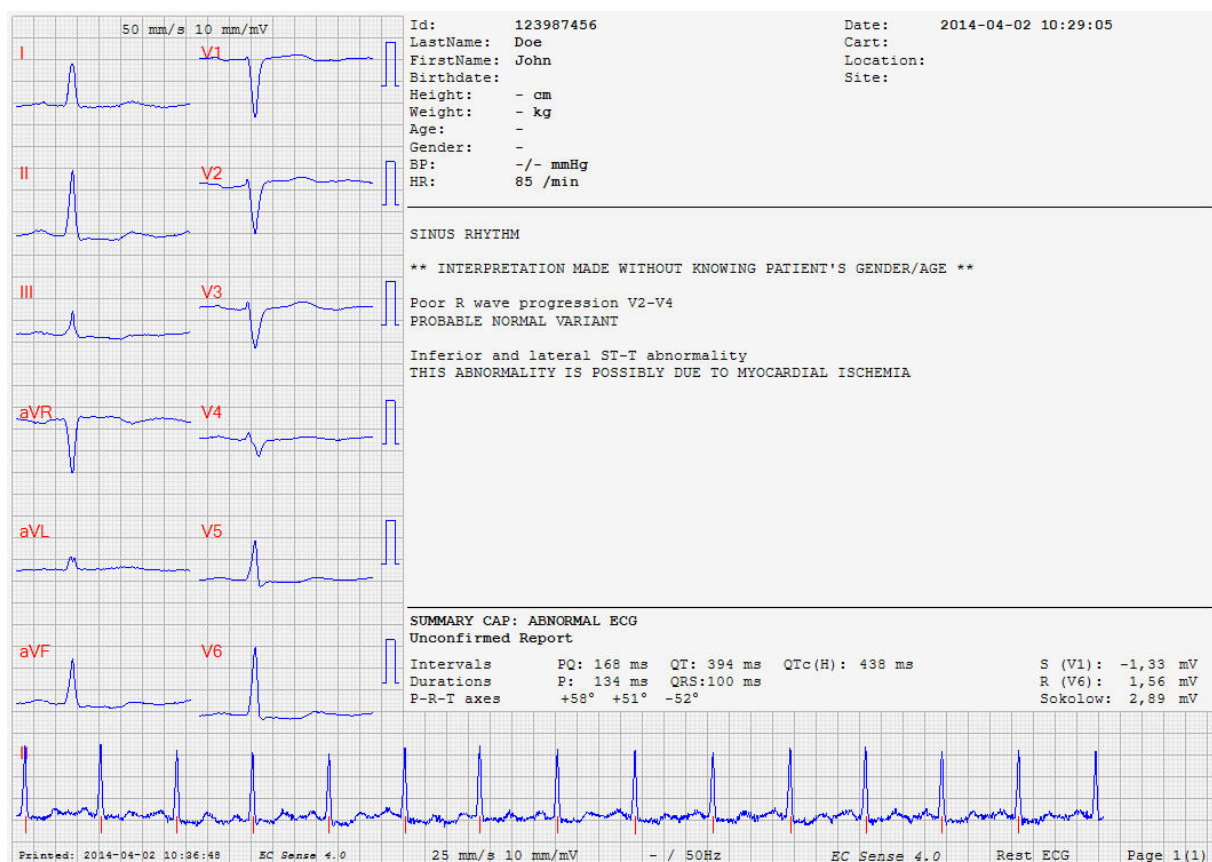 50 mm/s 10 mm/mV
I V1
II V2
III V3
aVR V4
aVL V5
aVF V6
Id: 123987456 Date: 2014-04-02 10:29:05
LastName: Doe Cart:
FirstName: John Location:
Birthdate: Site:
Height: - cm
Weight: - kg
Age: -
Gender: -
BP: -/- mmHg
HR: 85 /min
SINUS RHYTHM
** INTERPRETATION MADE WITHOUT KNOWING PATIENT'S GENDER/AGE **
Poor R wave progression V2-V4
PROBABLE NORMAL VARIANT
Inferior and lateral ST-T abnormality
THIS ABNORMALITY IS POSSIBLY DUE TO MYOCARDIAL ISCHEMIA
SUMMARY CAP: ABNORMAL ECG
Unconfirmed Report
Intervals PQ: 168 ms QT: 394 ms QTc(H): 438 ms S (V1): -1,33 mV
Durations P: 134 ms QRS:100 ms R (V6): 1,56 mV
P-R-T axes +58° +51° -52° Sokolow: 2,89 mV
II
Printed: 2014-04-02 10:36:48 EC Sense 4.0 25 mm/s 10 mm/mV - / 50Hz EC Sense 4.0 Rest ECG Page 1(1)